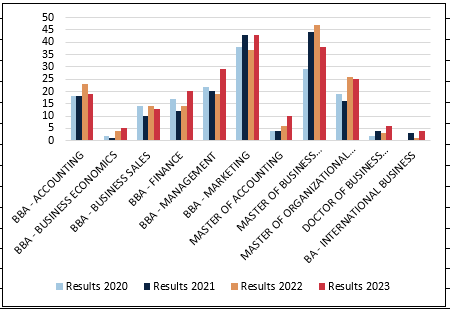 50
45
40
35
30
25
20
15
10
5
0
BBA - ACCOUNTING
BBA - BUSINESS ECONOMICS
BBA - BUSINESS SALES
BBA - FINANCE
BBA - MANAGEMENT
BBA - MARKETING
MASTER OF ACCOUNTING
MASTER OF BUSINESS...
MASTER OF ORGANIZATIONAL...
DOCTOR OF BUSINESS...
BA - INTERNATIONAL BUSINESS
Results 2020 Results 2021 Results 2022 Results 2023